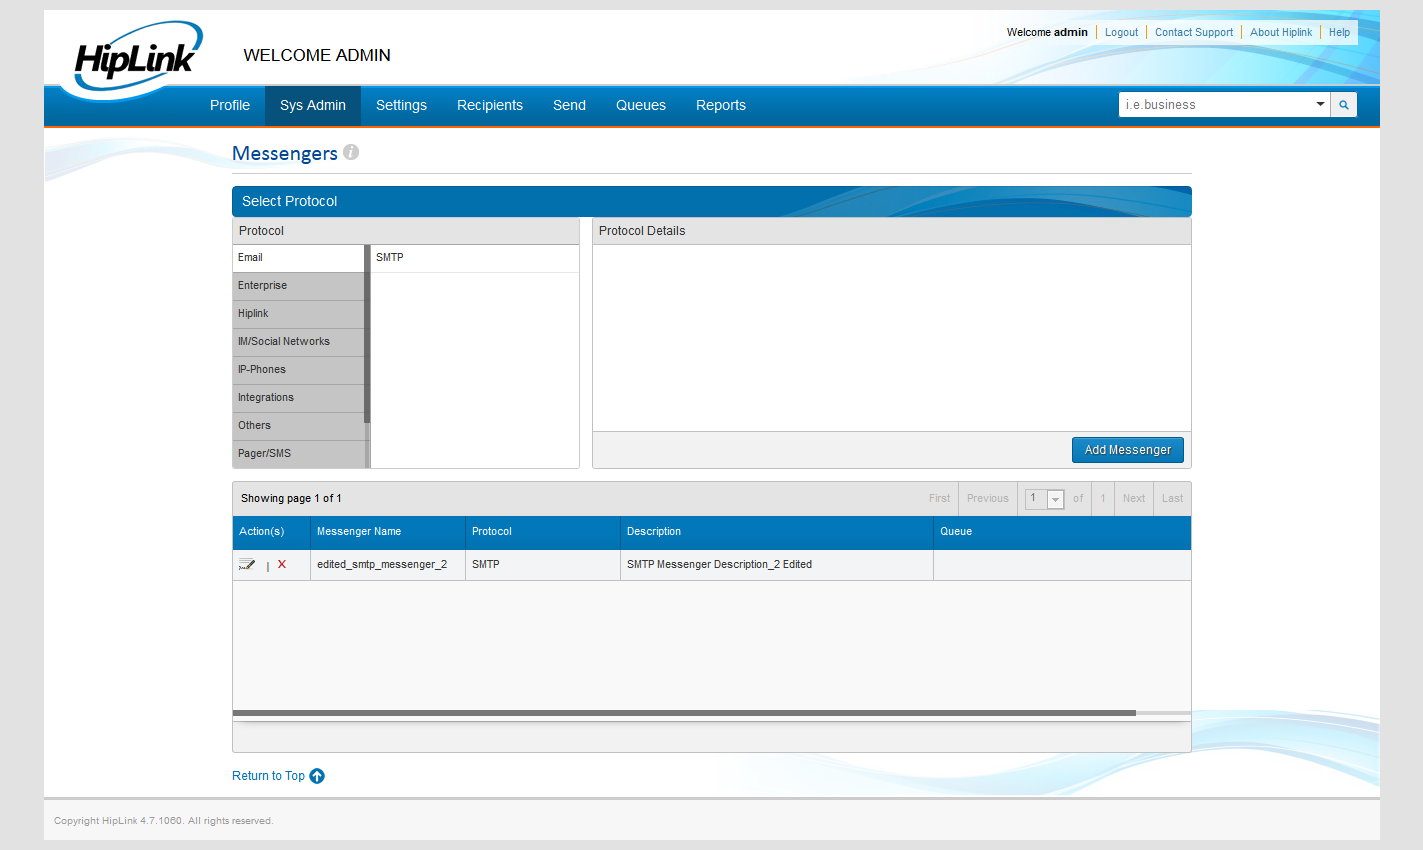 HipLink
WELCOME ADMIN
Welcome admin Logout Contact Support About Hiplink Help
Profile Sys Admin Settings Recipients Send Queues Reports i.e.business
Messengers i
Select Protocol
Protocol
Protocol Details
Email SMTP
Enterprise
Hiplink
IM/Social Networks
IP-Phones
Integrations
Others
Pager/SMS
Add Messenger
Showing page 1 of 1 First Previous 1 of 1 Next Last
Action(s) Messenger Name Protocol Description Queue
| X edited_smtp_messenger_2 SMTP SMTP Messenger Description_2 Edited
Return to Top
Copyright HipLink 4.7.1060. All rights reserved.